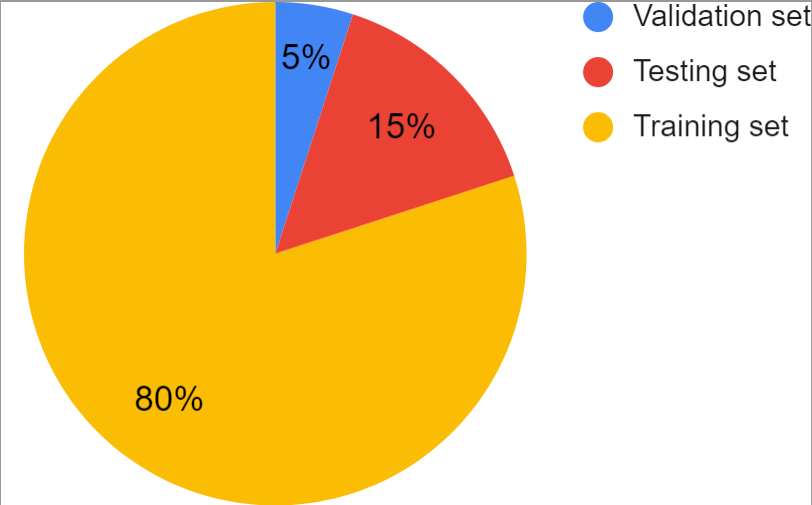 5%
15%
80%
Validation set
Testing set
Training set